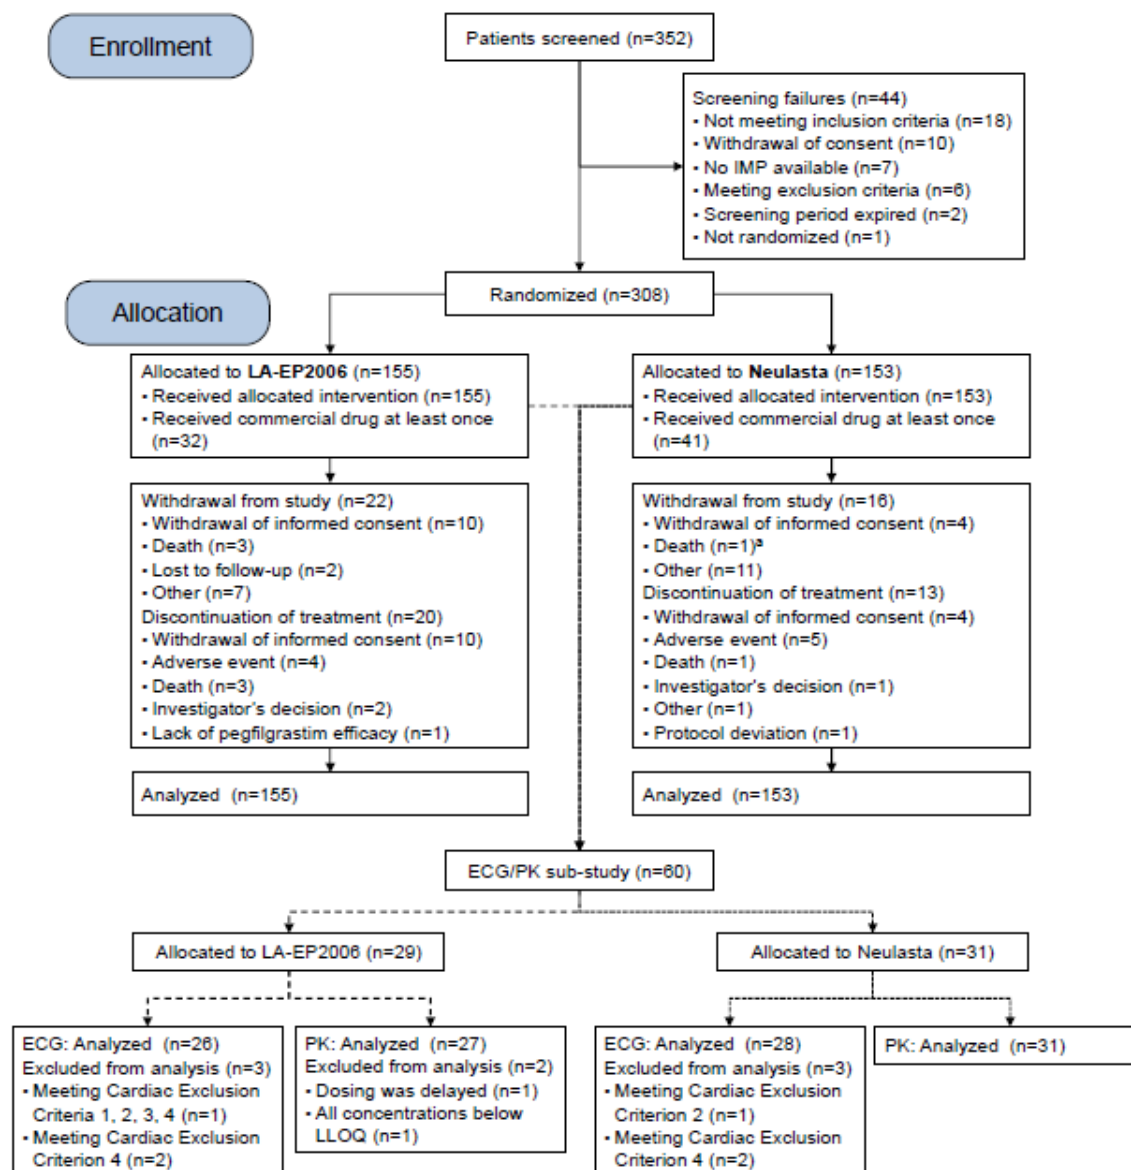 Enrollment
Patients screened (n=352)
Screening failures (n=44)
▪ Not meeting inclusion criteria (n=18)
▪ Withdrawal of consent (n=10)
▪ No IMP available (n=7)
▪ Meeting exclusion criteria (n=6)
▪ Screening period expired (n=2)
▪ Not randomized (n=1)
Randomized (n=308)
Allocation
Allocated to LA-EP2006 (n=155)
▪ Received allocated intervention (n=155)
▪ Received commercial drug at least once
(n=32)
Allocated to Neulasta (n=153)
▪ Received allocated intervention (n=153)
▪ Received commercial drug at least once
(n=41)
Withdrawal from study (n=22)
▪ Withdrawal of informed consent (n=10)
▪ Death (n=3)
▪ Lost to follow-up (n=2)
▪ Other (n=7)
Discontinuation of treatment (n=20)
▪ Withdrawal of informed consent (n=10)
▪ Adverse event (n=4)
▪ Death (n=3)
▪ Investigator's decision (n=2)
▪ Lack of pegfilgrastim efficacy (n=1)
Withdrawal from study (n=16)
▪ Withdrawal of informed consent (n=4)
▪ Death (n=1)ᵃ
▪ Other (n=11)
Discontinuation of treatment (n=13)
▪ Withdrawal of informed consent (n=4)
▪ Adverse event (n=5)
▪ Death (n=1)
▪ Investigator's decision (n=1)
▪ Other (n=1)
▪ Protocol deviation (n=1)
Analyzed (n=155)
Analyzed (n=153)
ECG/PK sub-study (n=60)
Allocated to LA-EP2006 (n=29)
Allocated to Neulasta (n=31)
ECG: Analyzed (n=26)
Excluded from analysis (n=3)
▪ Meeting Cardiac Exclusion
Criteria 1, 2, 3, 4 (n=1)
▪ Meeting Cardiac Exclusion
Criterion 4 (n=2)
PK: Analyzed (n=27)
Excluded from analysis (n=2)
▪ Dosing was delayed (n=1)
▪ All concentrations below
LLOQ (n=1)
ECG: Analyzed (n=28)
Excluded from analysis (n=3)
▪ Meeting Cardiac Exclusion
Criterion 2 (n=1)
▪ Meeting Cardiac Exclusion
Criterion 4 (n=2)
PK: Analyzed (n=31)